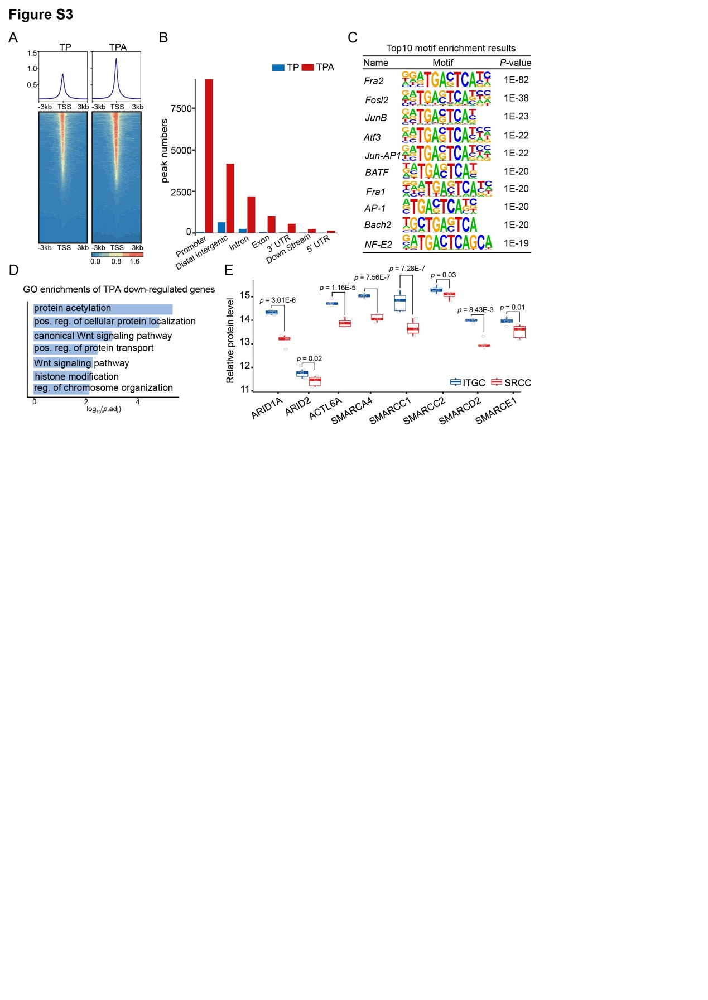 Figure S3
A
TP
TPA
1.5
1.0
0.5
-3kb TSS 3kb
-3kb TSS 3kb
-3kb TSS 3kb
-3kb TSS 3kb
0.0 0.8 1.6
B
TP TPA
peak numbers
7500
5000
2500
0
Promoter
Distal intergenic
Intron
Exon
3' UTR
Down Stream
5' UTR
C
Top10 motif enrichment results
Name Motif P-value
Fra2 1E-82
Fosl2 1E-38
JunB 1E-23
Atf3 1E-22
Jun-AP1 1E-22
BATF 1E-20
Fra1 1E-20
AP-1 1E-20
Bach2 1E-20
NF-E2 1E-19
D
GO enrichments of TPA down-regulated genes
protein acetylation
pos. reg. of cellular protein localization
canonical Wnt signaling pathway
pos. reg. of protein transport
Wnt signaling pathway
histone modification
reg. of chromosome organization
0 2 4
log10(p.adj)
E
Relative protein level
15
14
13
12
11
p = 3.01E-6
p = 0.02
p = 1.16E-5
p = 7.56E-7
p = 7.28E-7
p = 0.03
p = 8.43E-3
p = 0.01
ITGC SRCC
ARID1A
ARID2
ACTL6A
SMARCA4
SMARCC1
SMARCC2
SMARCD2
SMARCE1